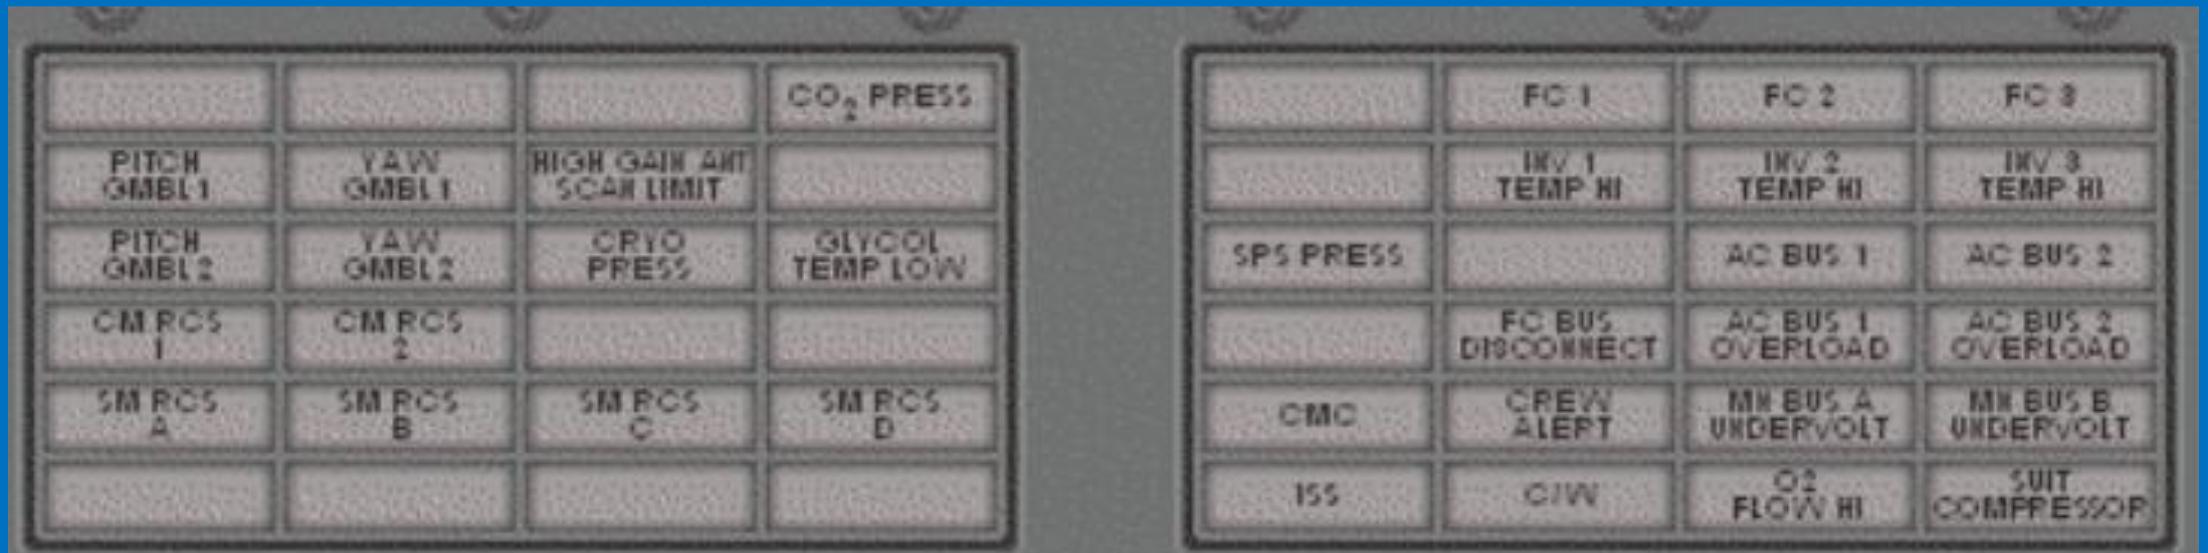 CO₂ PRESS
PITCH
GMBL 1
YAW
GMBL 1
HIGH GAIN ANT
SCAN LIMIT
PITCH
GMBL 2
YAW
GMBL 2
CRYO
PRESS
GLYCOL
TEMP LOW
CM RCS
1
CM RCS
2
SM RCS
A
SM RCS
B
SM RCS
C
SM RCS
D
FC 1
FC 2
FC 3
INV 1
TEMP HI
INV 2
TEMP HI
INV 3
TEMP HI
SPS PRESS
AC BUS 1
AC BUS 2
FC BUS
DISCONNECT
AC BUS 1
OVERLOAD
AC BUS 2
OVERLOAD
CMC
CREW
ALERT
MN BUS A
UNDERVOLT
MN BUS B
UNDERVOLT
ISS
C/W
O2
FLOW HI
SUIT
COMPRESSOR